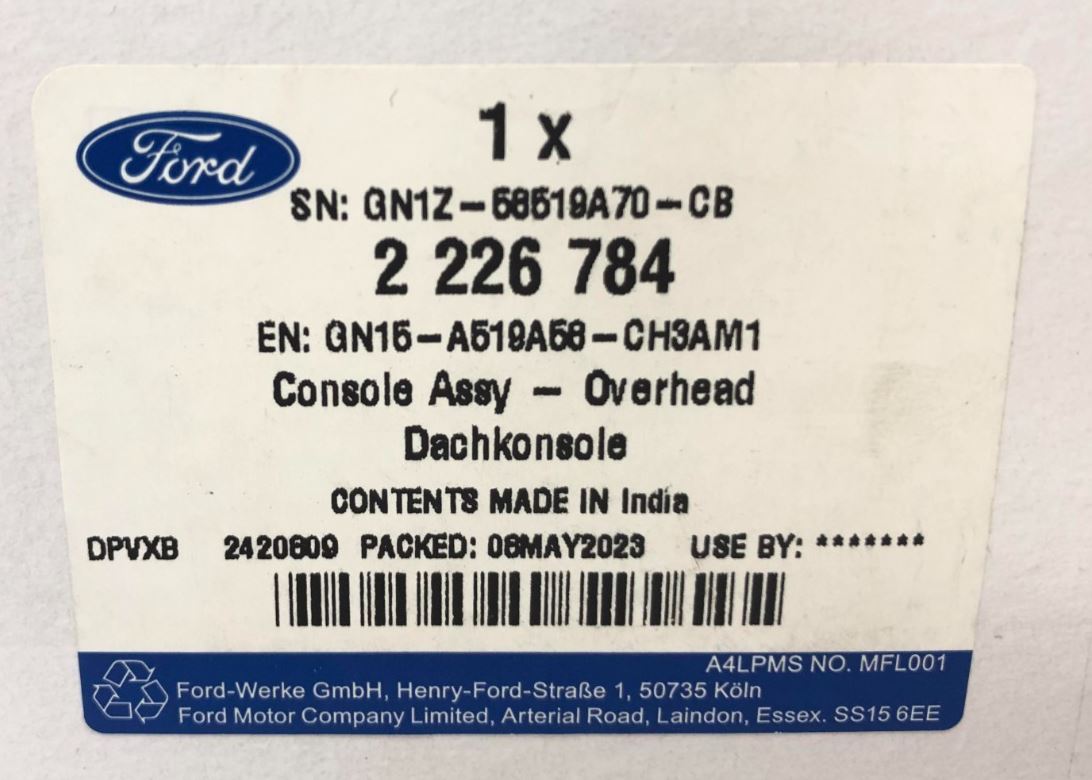 Ford
1 x
SN: GN1Z-58519A70-CB
2 226 784
EN: GN15-A519A58-CH3AM1
Console Assy - Overhead
Dachkonsole
CONTENTS MADE IN India
DPVXB 2420609 PACKED: 08MAY2023 USE BY: *******
A4LPMS NO. MFL001
Ford-Werke GmbH, Henry-Ford-Straße 1, 50735 Köln
Ford Motor Company Limited, Arterial Road, Laindon, Essex. SS15 6EE